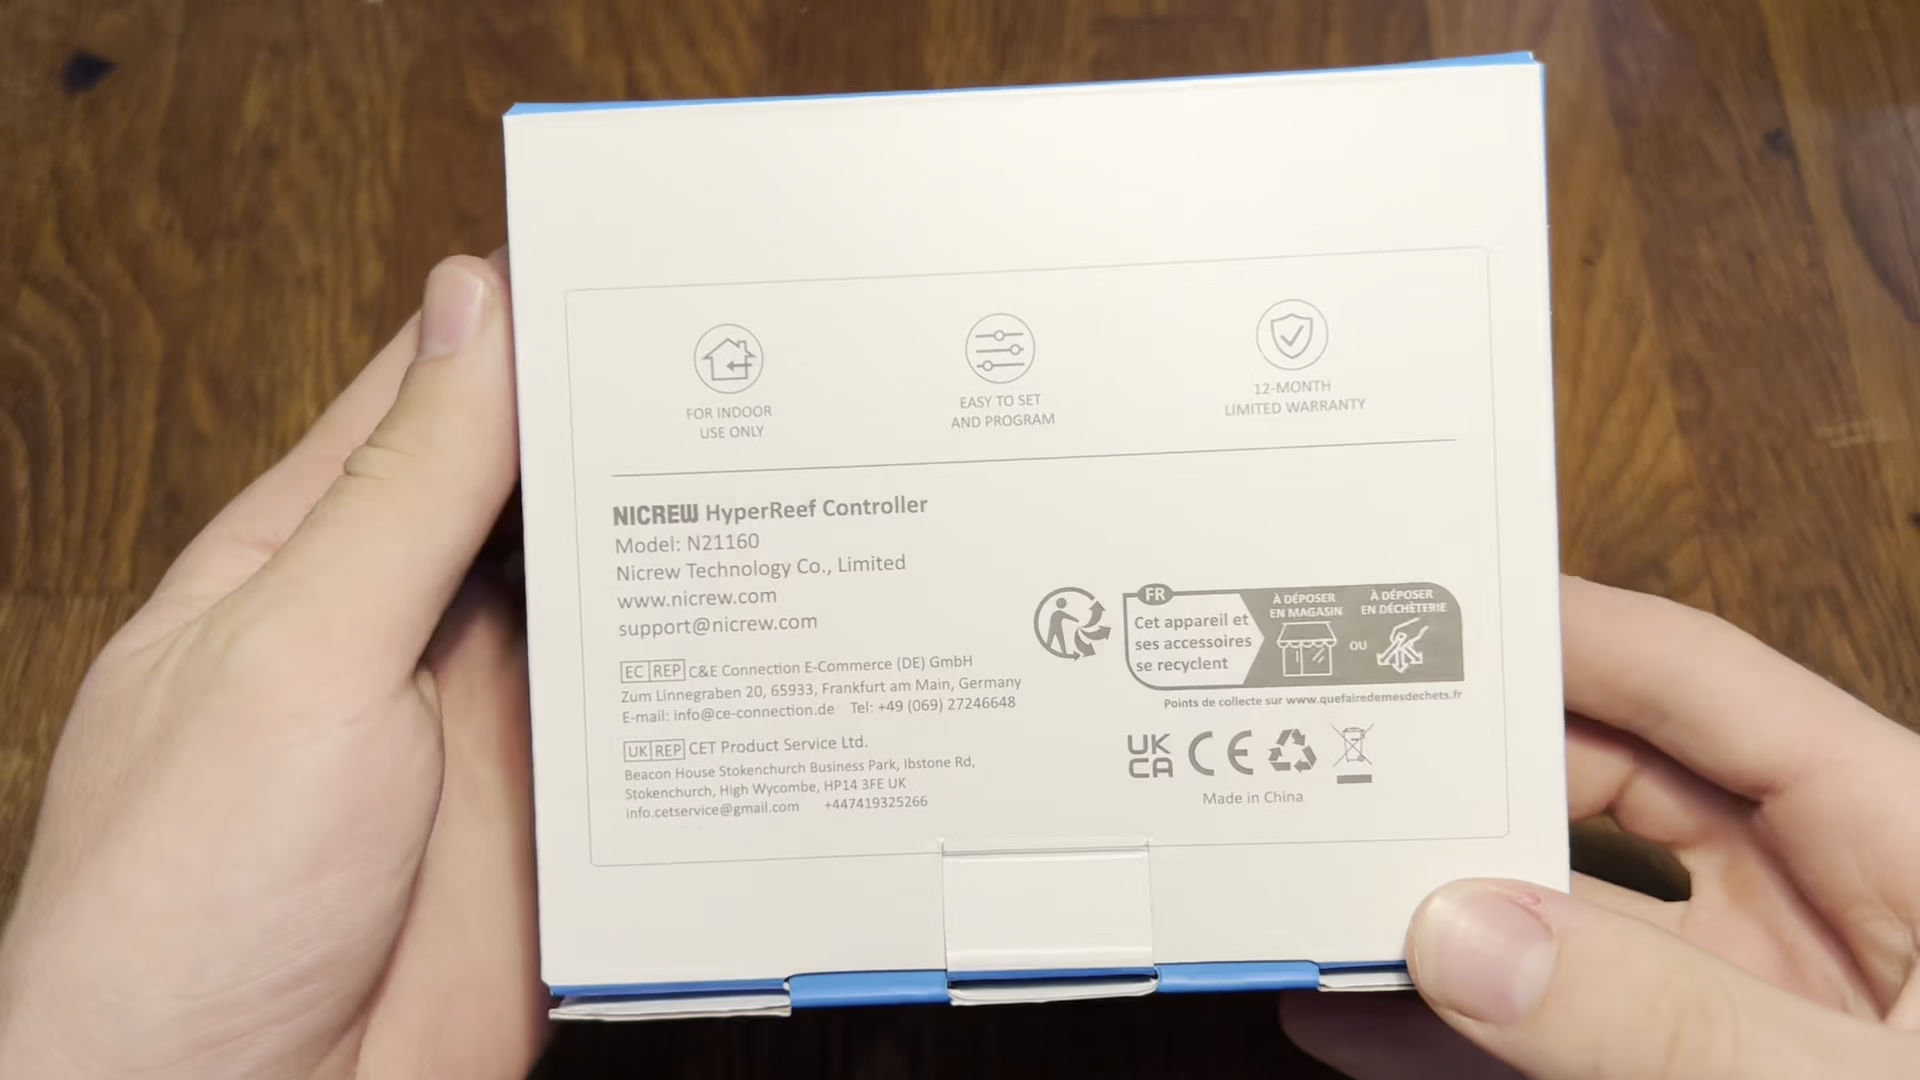 FOR INDOOR
USE ONLY
EASY TO SET
AND PROGRAM
12-MONTH
LIMITED WARRANTY
NICREW HyperReef Controller
Model: N21160
Nicrew Technology Co., Limited
www.nicrew.com
support@nicrew.com
EC REP C&E Connection E-Commerce (DE) GmbH
Zum Linnegraben 20, 65933, Frankfurt am Main, Germany
E-mail: info@ce-connection.de Tel: +49 (069) 27246648
UK REP CET Product Service Ltd.
Beacon House Stokenchurch Business Park, Ibstone Rd,
Stokenchurch, High Wycombe, HP14 3FE UK
info.cetservice@gmail.com +447419325266
FR
Cet appareil et
ses accessoires
se recyclent
À DÉPOSER
EN MAGASIN
OU
À DÉPOSER
EN DÉCHÈTERIE
Points de collecte sur www.quefairedemesdechets.fr
UK
CA
CE
Made in China